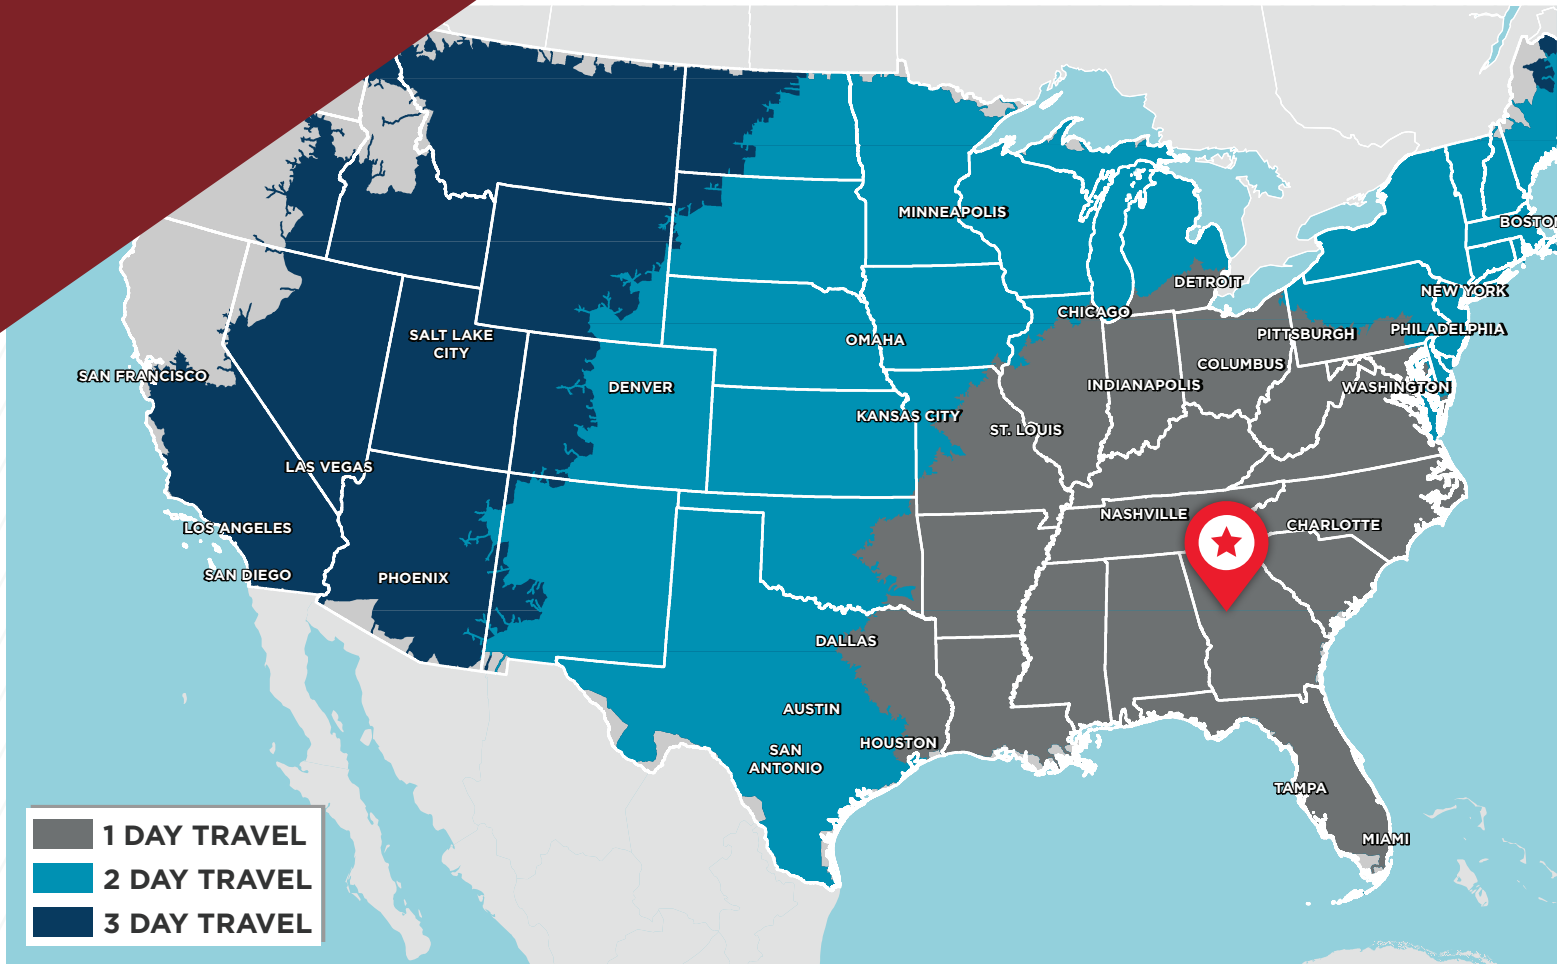 MINNEAPOLIS
BOSTO
DETROIT
NEW YORK
CHICAGO
PITTSBURGH
PHILADELPHIA
SALT LAKE
CITY
OMAHA
COLUMBUS
SAN FRANCISCO
DENVER
INDIANAPOLIS
WASHINGTON
KANSAS CITY
ST. LOUIS
LAS VEGAS
NASHVILLE
CHARLOTTE
LOS ANGELES
SAN DIEGO
PHOENIX
DALLAS
AUSTIN
HOUSTON
SAN
ANTONIO
TAMPA
MIAMI
1 DAY TRAVEL
2 DAY TRAVEL
3 DAY TRAVEL